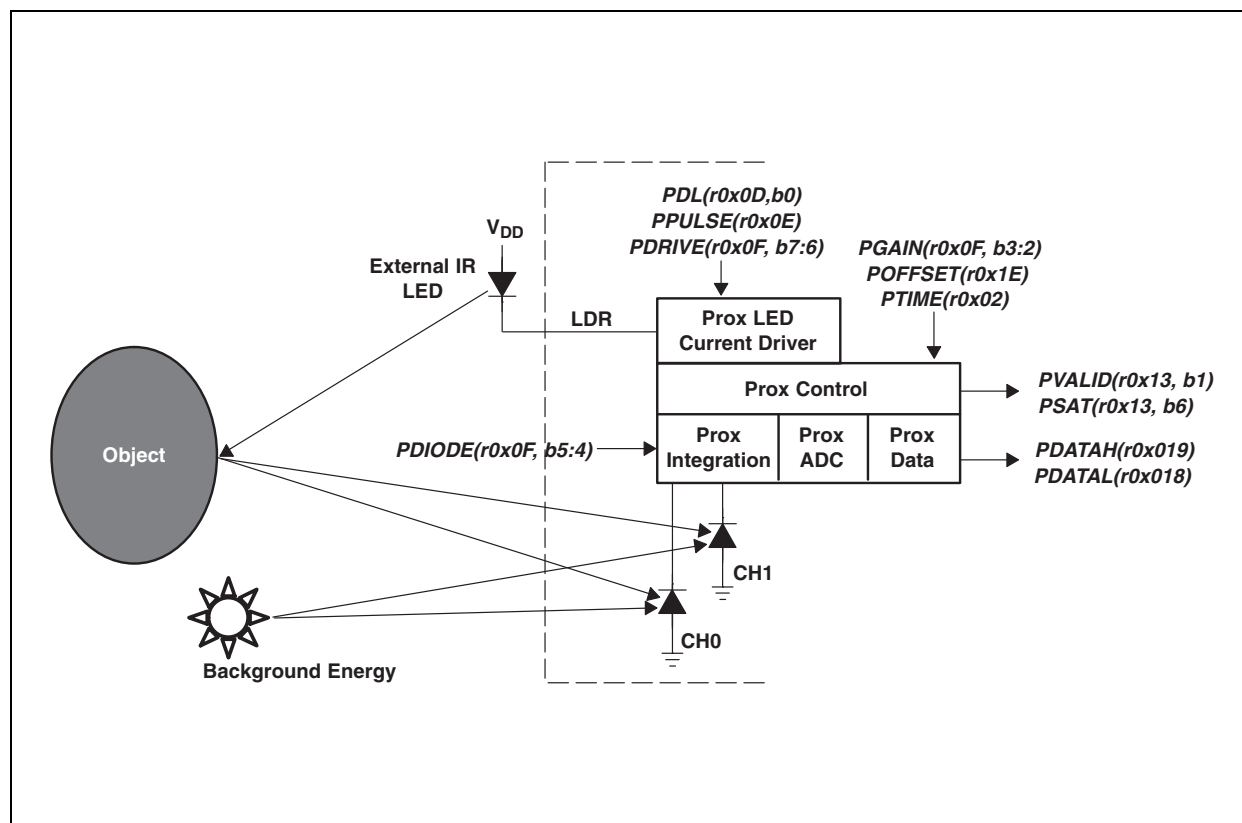 PDL(r0x0D,b0)
PPULSE(r0x0E)
PDRIVE(r0x0F, b7:6)
VDD
PGAIN(r0x0F, b3:2)
POFFSET(r0x1E)
PTIME(r0x02)
External IR
LED
LDR
Prox LED
Current Driver
Prox Control
PVALID(r0x13, b1)
PSAT(r0x13, b6)
Object
PDIODE(r0x0F, b5:4)
Prox
Integration
Prox
ADC
Prox
Data
PDATAH(r0x019)
PDATAL(r0x018)
CH1
CH0
Background Energy